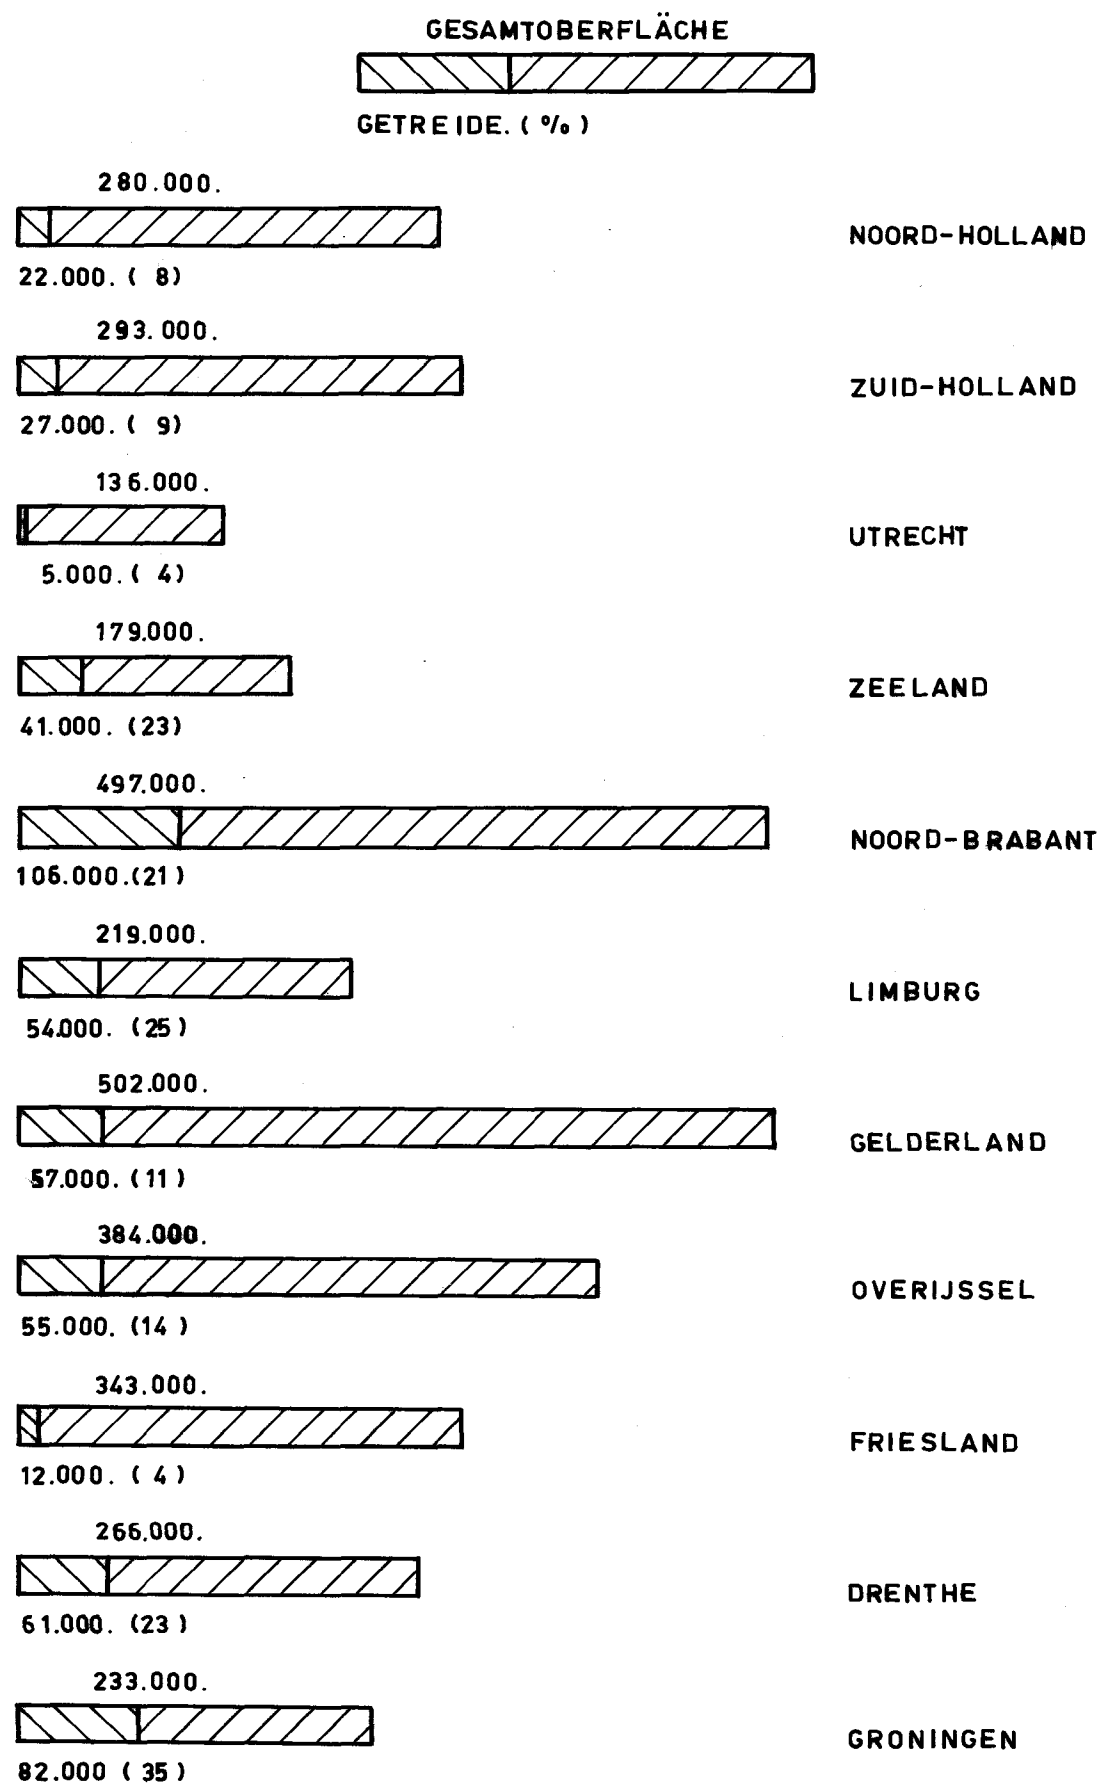 GESAMTOBERFLÄCHE
GETREIDE. ( % )
280.000.
NOORD-HOLLAND
22.000. ( 8)
293.000.
ZUID-HOLLAND
27.000. ( 9)
136.000.
UTRECHT
5.000. ( 4)
179.000.
ZEELAND
41.000. (23)
497.000.
NOORD-BRABANT
106.000.(21)
219.000.
LIMBURG
54.000. (25)
502.000.
GELDERLAND
57.000. (11)
384.000.
OVERIJSSEL
55.000. (14 )
343.000.
FRIESLAND
12.000. ( 4)
266.000.
DRENTHE
61.000. (23 )
233.000.
GRONINGEN
82.000 ( 35)